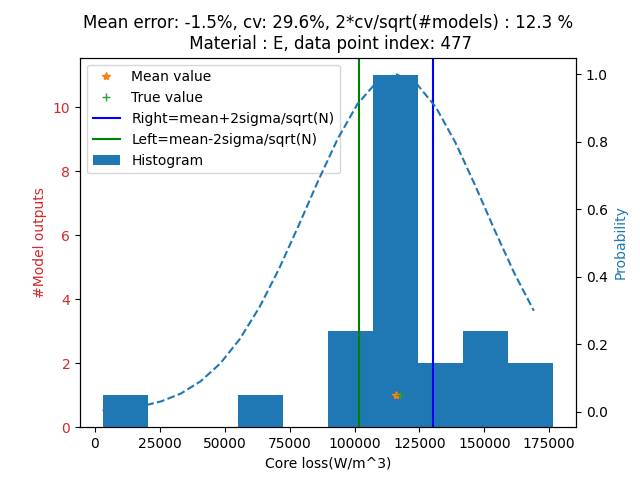 Mean error: -1.5%, cv: 29.6%, 2*cv/sqrt(#models) : 12.3 %
Material : E, data point index: 477
Mean value
True value
Right=mean+2sigma/sqrt(N)
Left=mean-2sigma/sqrt(N)
Histogram
#Model outputs
10
8
6
4
2
0
1.0
0.8
0.6
0.4
0.2
0.0
Probability
0 25000 50000 75000 100000 125000 150000 175000
Core loss(W/m^3)